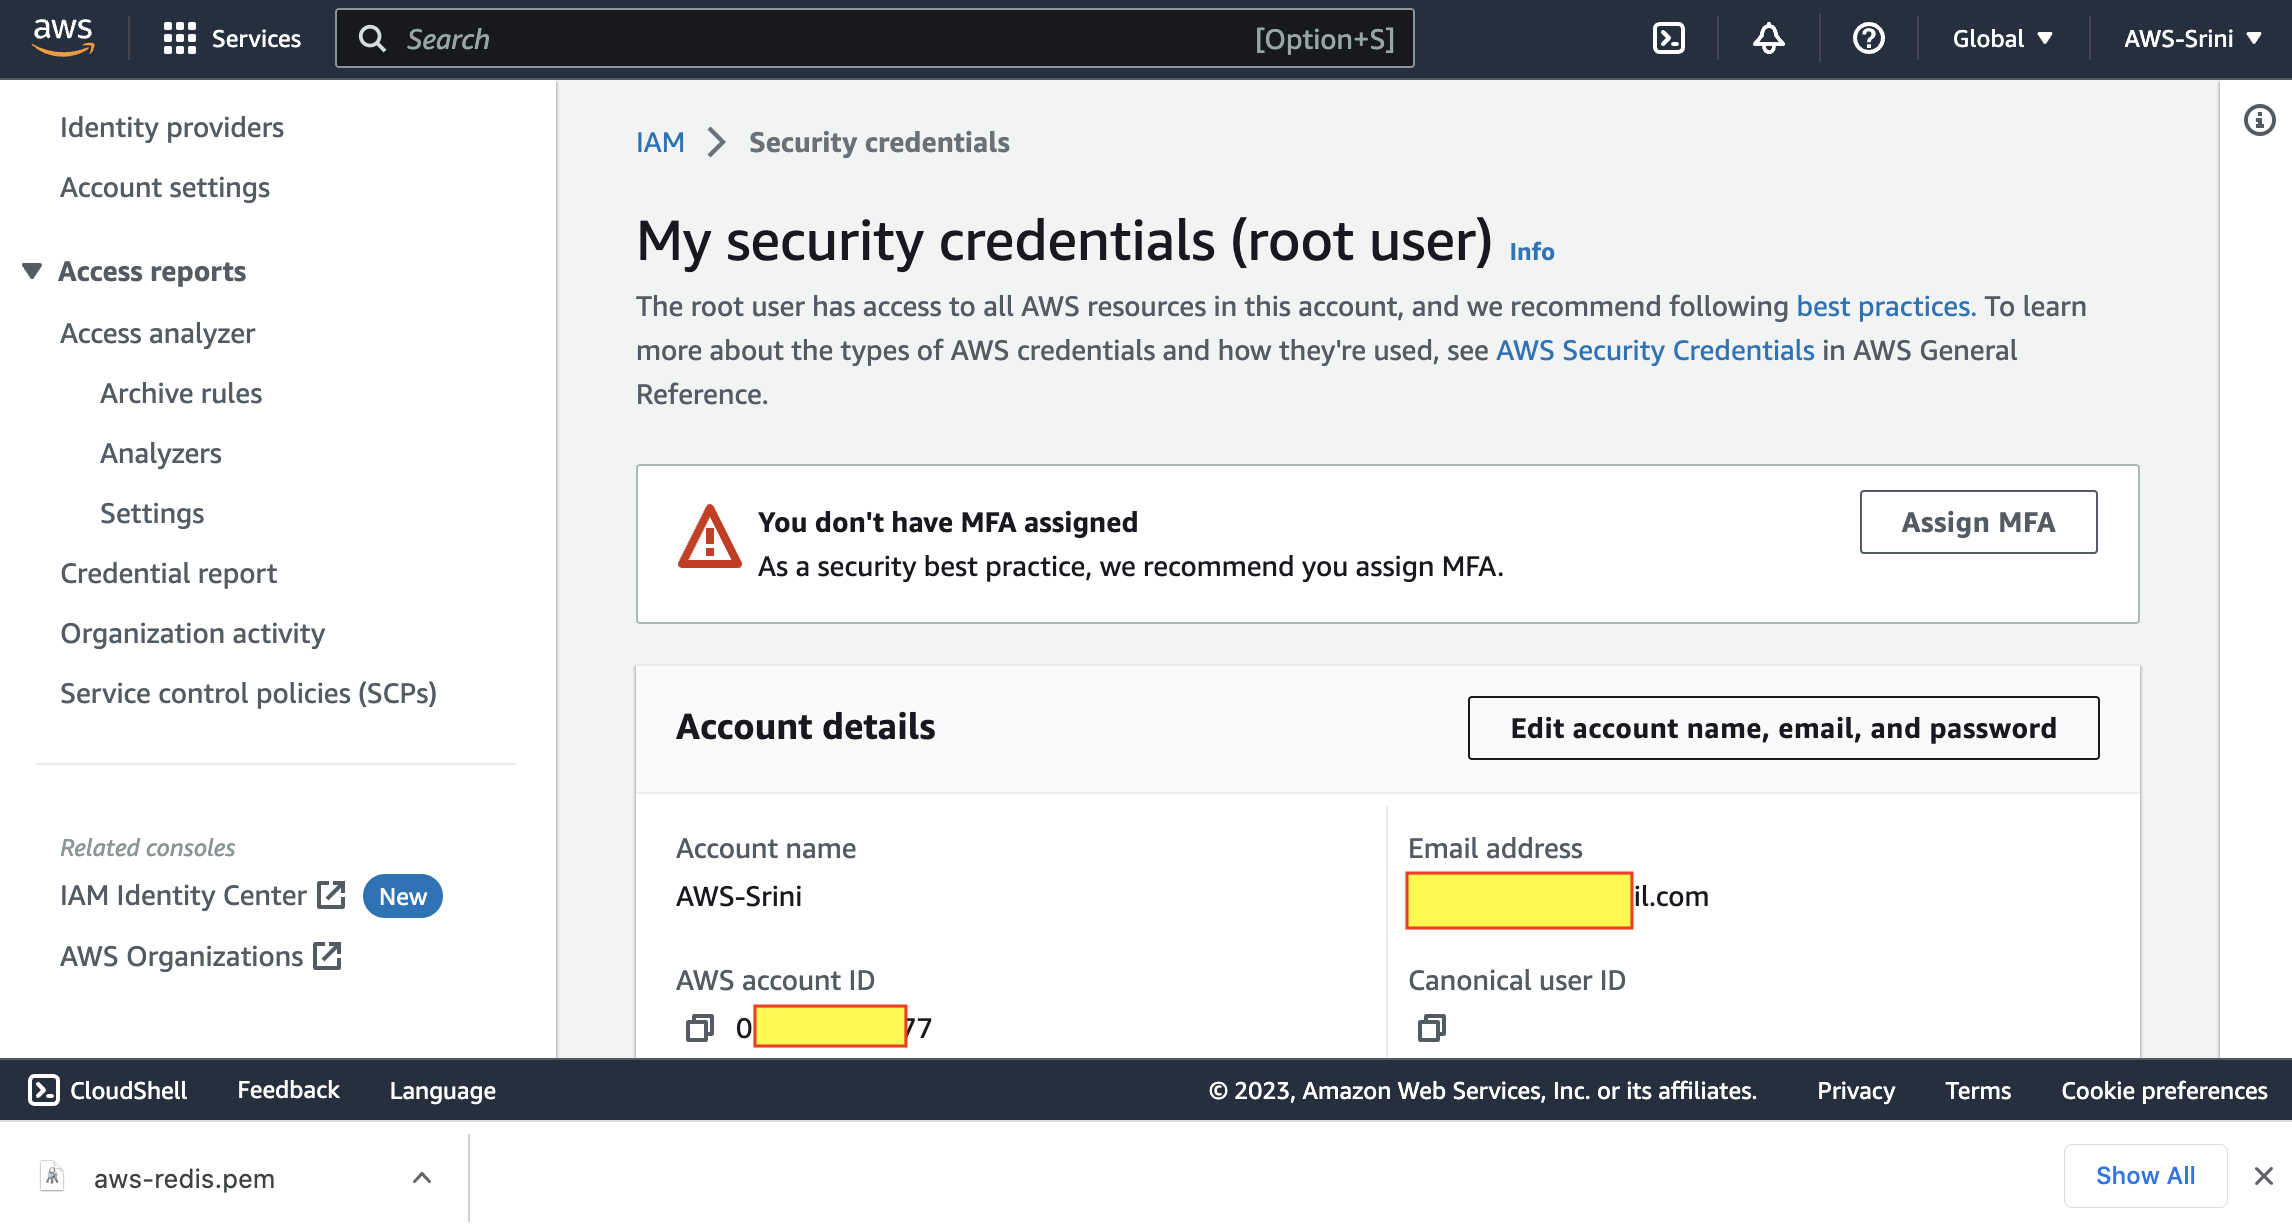 aws
Services
Search
[Option+S]
Global
AWS-Srini
Identity providers
Account settings
Access reports
Access analyzer
Archive rules
Analyzers
Settings
Credential report
Organization activity
Service control policies (SCPs)
Related consoles
IAM Identity Center
New
AWS Organizations
IAM
Security credentials
My security credentials (root user) Info
The root user has access to all AWS resources in this account, and we recommend following best practices. To learn
more about the types of AWS credentials and how they're used, see AWS Security Credentials in AWS General
Reference.
You don't have MFA assigned
As a security best practice, we recommend you assign MFA.
Assign MFA
Account details
Edit account name, email, and password
Account name
AWS-Srini
Email address
il.com
AWS account ID
0 77
Canonical user ID
CloudShell
Feedback
Language
© 2023, Amazon Web Services, Inc. or its affiliates.
Privacy
Terms
Cookie preferences
aws-redis.pem
Show All